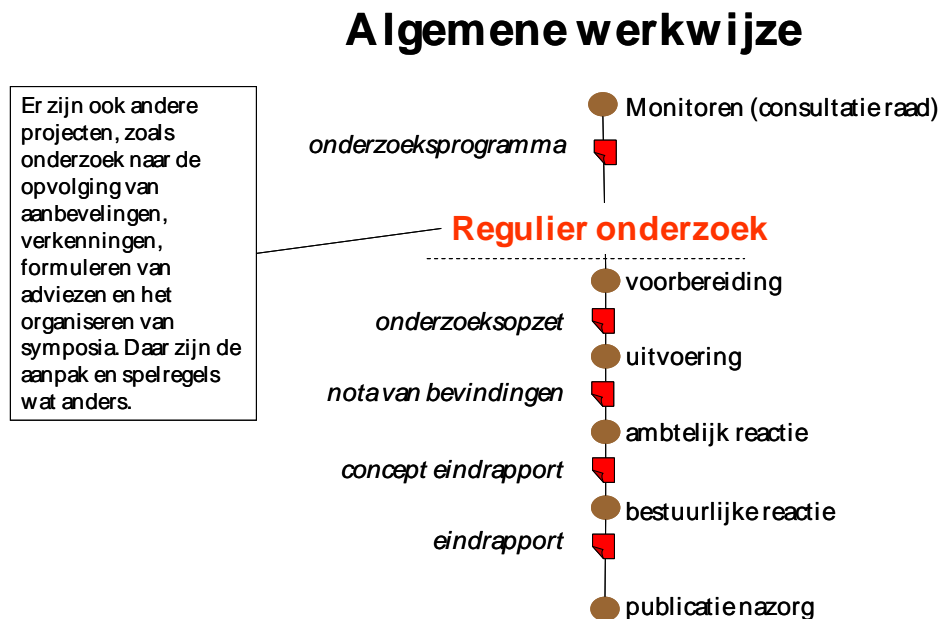 Algemene werkwijze
Er zijn ook andere
projecten, zoals
onderzoek naar de
opvolging van
aanbevelingen,
verkenningen,
formuleren van
adviezen en het
organiseren van
symposia. Daar zijn de
aanpak en spelregels
wat anders.
Monitoren (consultatie raad)
onderzoeksprogramma
Regulier onderzoek
voorbereiding
onderzoeksopzet
uitvoering
nota van bevindingen
ambtelijk reactie
concept eindrapport
bestuurlijke reactie
eindrapport
publicatie nazorg